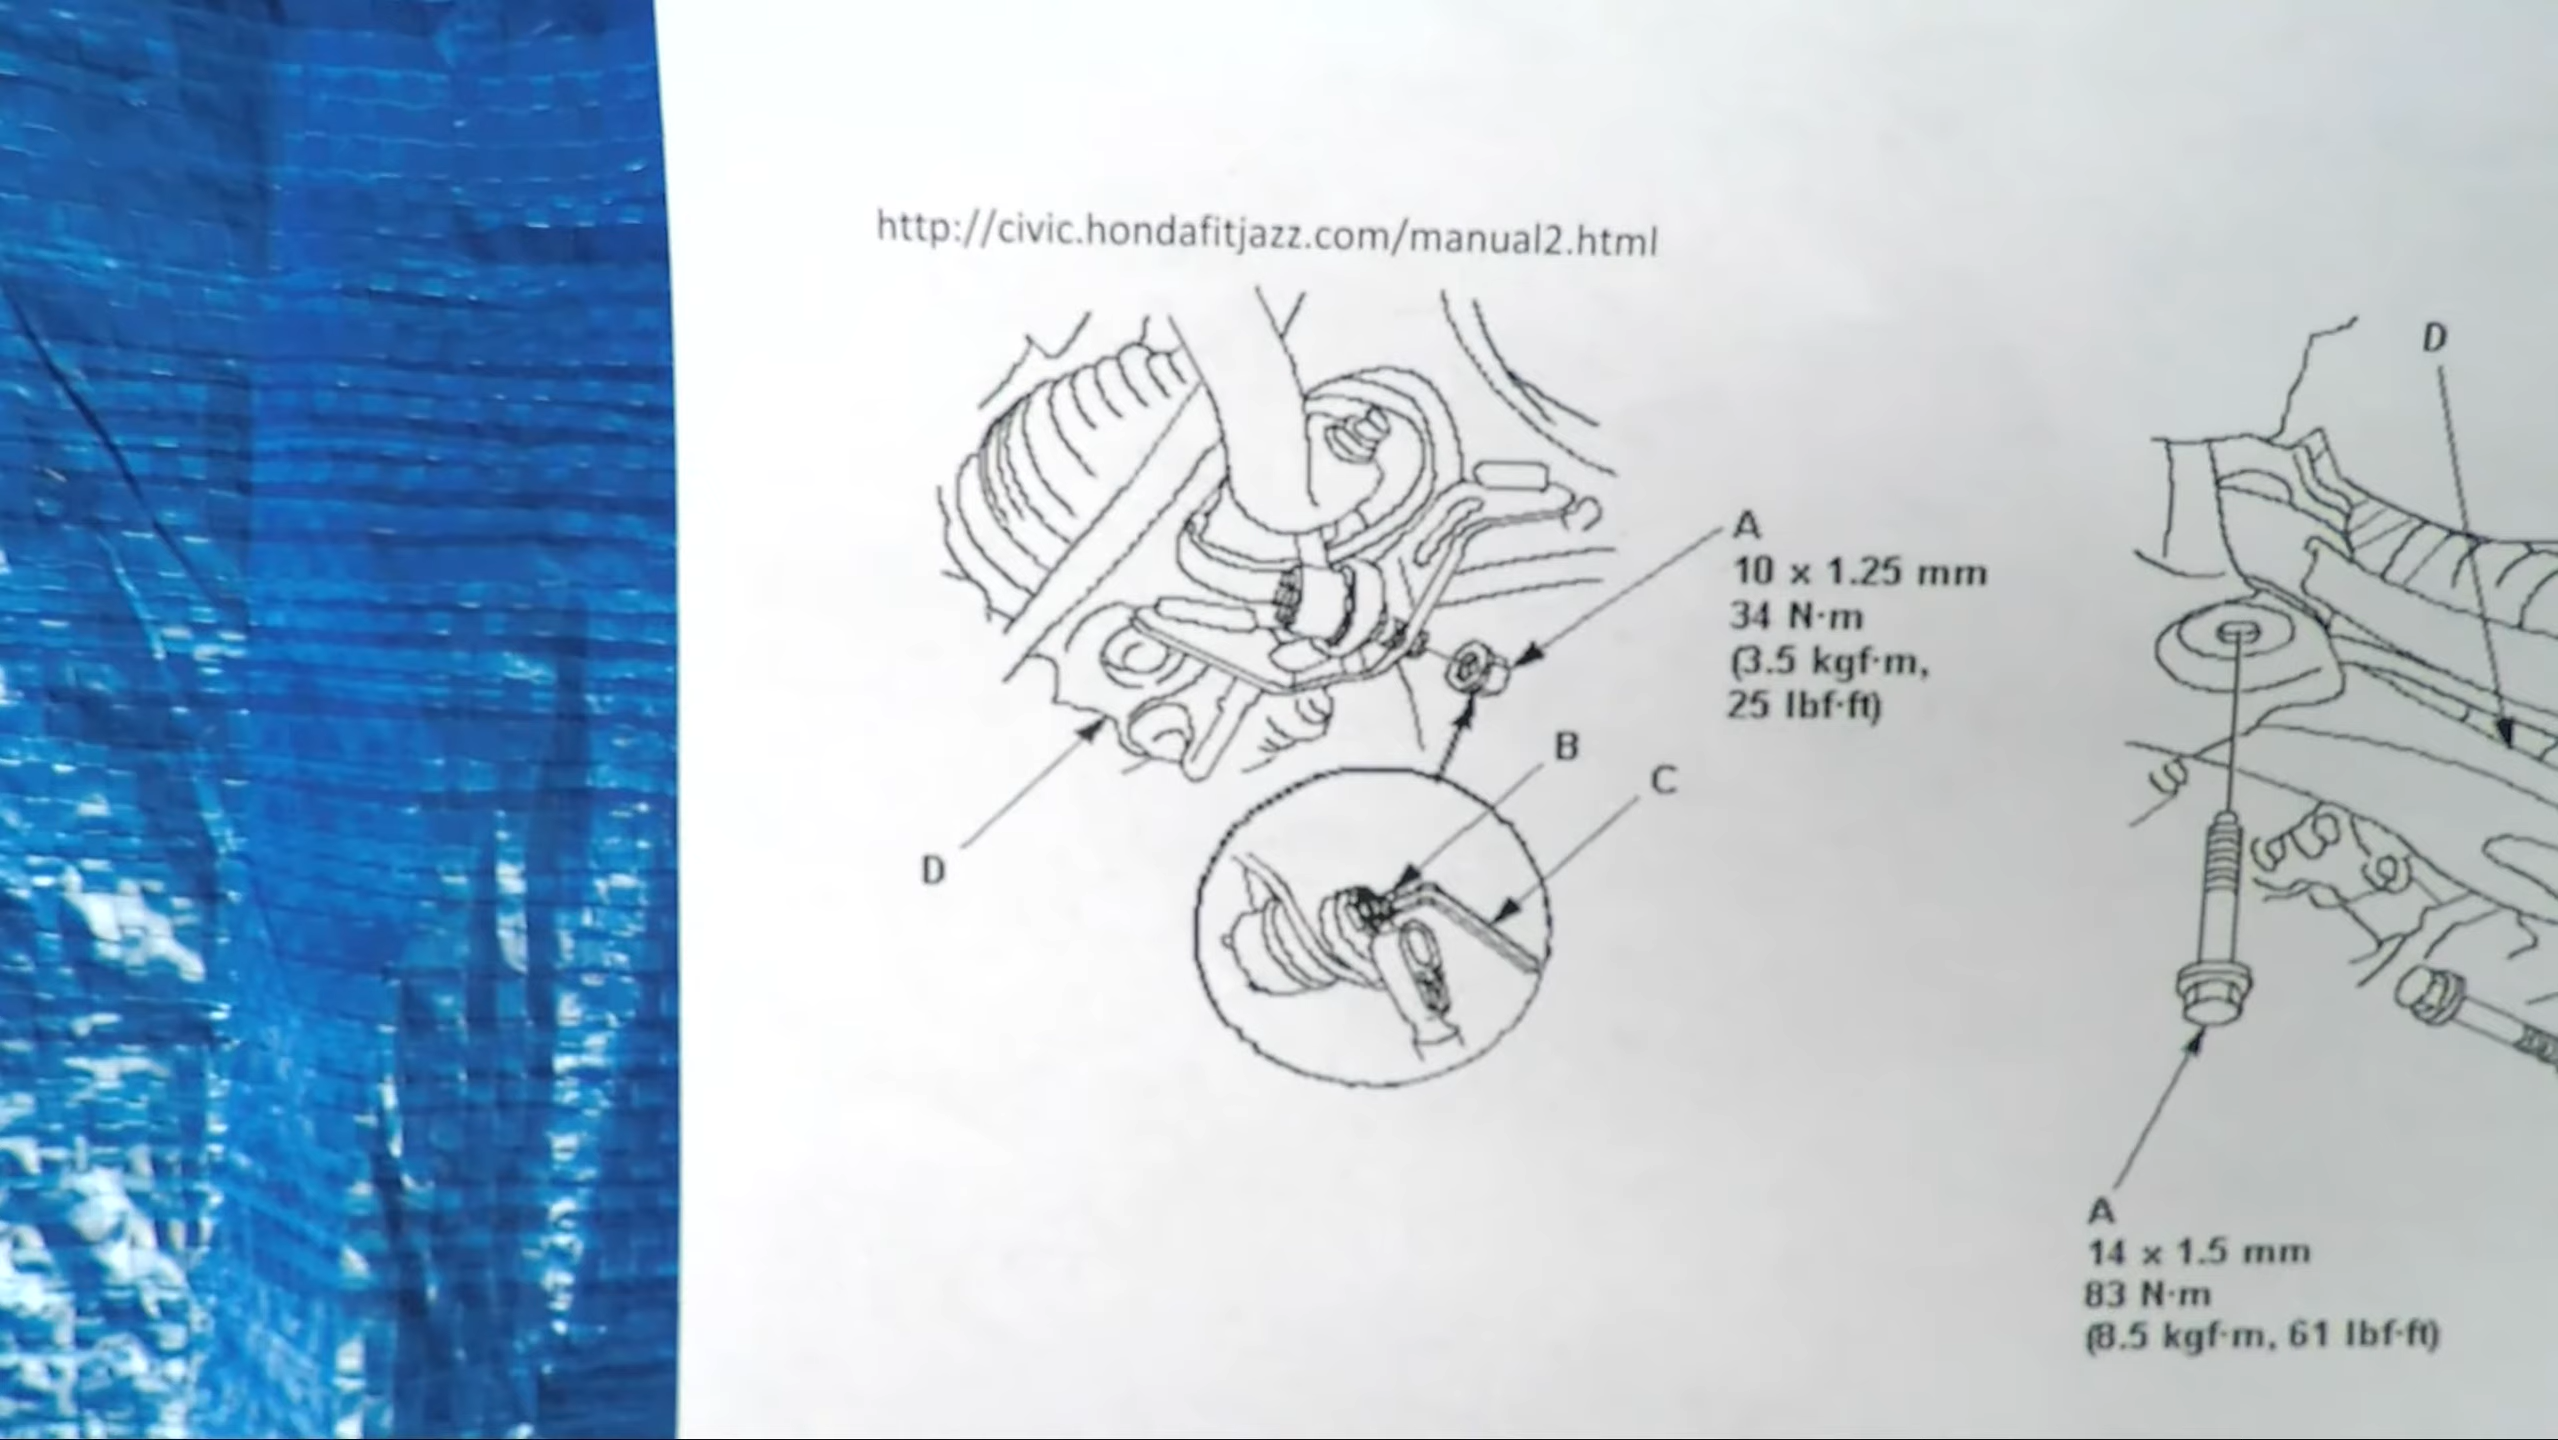 http://civic.hondafitjazz.com/manual2.html
A
10 x 1.25 mm
34 N·m
(3.5 kgf·m,
25 lbf·ft)
B
C
D
D
A
14 x 1.5 mm
83 N·m
(8.5 kgf·m, 61 lbf·ft)